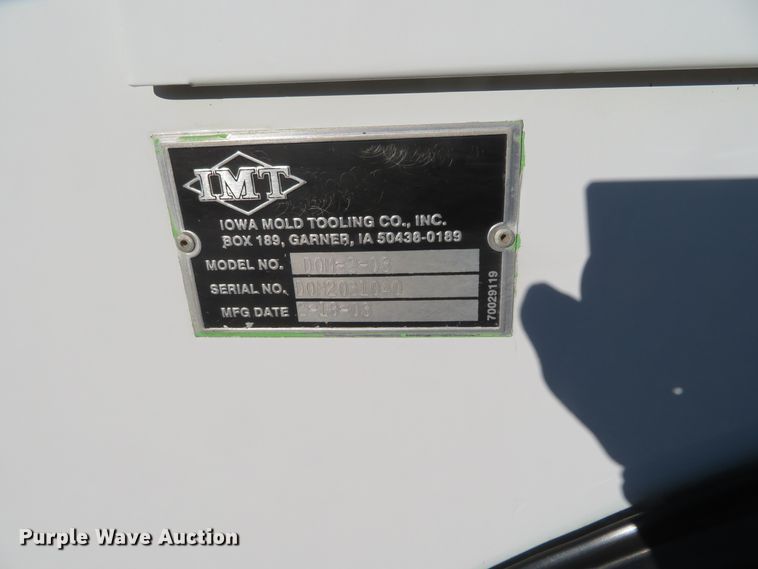 IMT
IOWA MOLD TOOLING CO., INC.
BOX 189, GARNER, IA 50438-0189
MODEL NO.
SERIAL NO.
MFG DATE
70029119
Purple Wave Auction